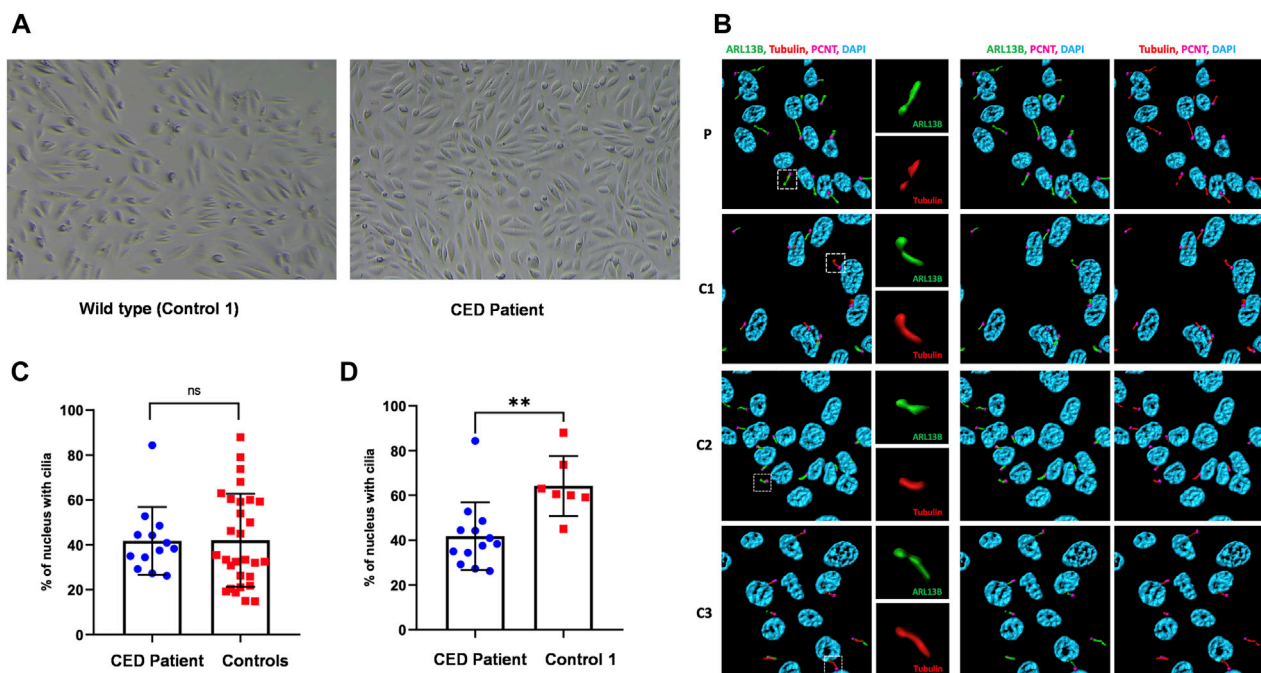 A
Wild type (Control 1)
CED Patient
B
ARL13B, Tubulin, PCNT, DAPI
ARL13B, PCNT, DAPI
Tubulin, PCNT, DAPI
P
ARL13B
Tubulin
C1
ARL13B
Tubulin
C2
ARL13B
Tubulin
C3
ARL13B
Tubulin
C
ns
% of nucleus with cilia
100
80
60
40
20
0
CED Patient
Controls
D
**
% of nucleus with cilia
100
80
60
40
20
0
CED Patient
Control 1